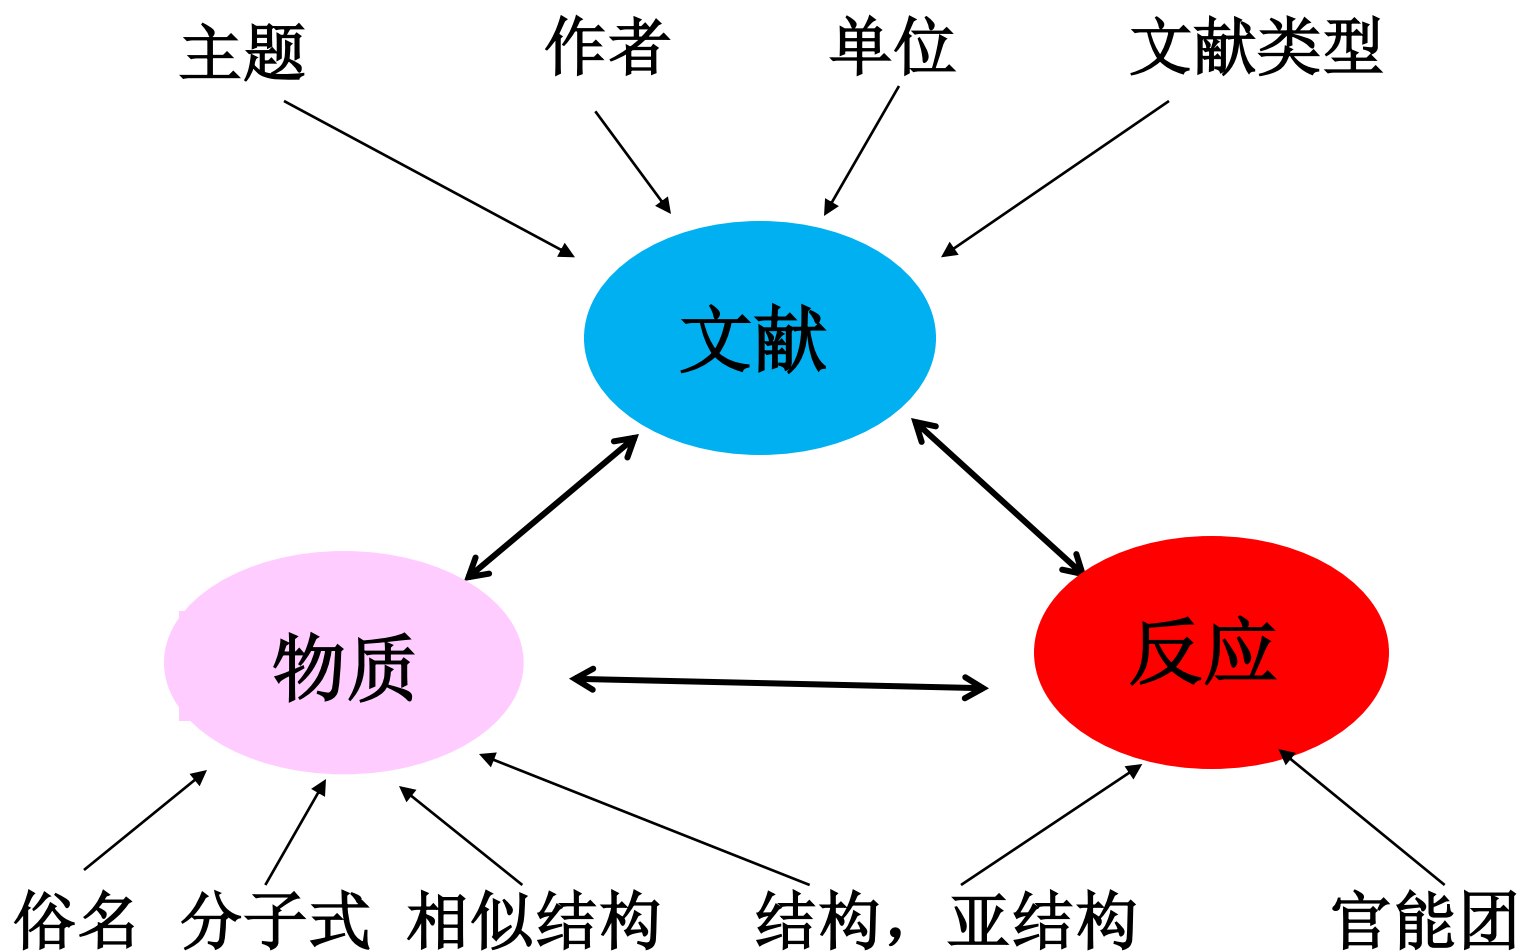 主题 作者 单位 文献类型
文献
物质 反应
俗名 分子式 相似结构 结构，亚结构 官能团